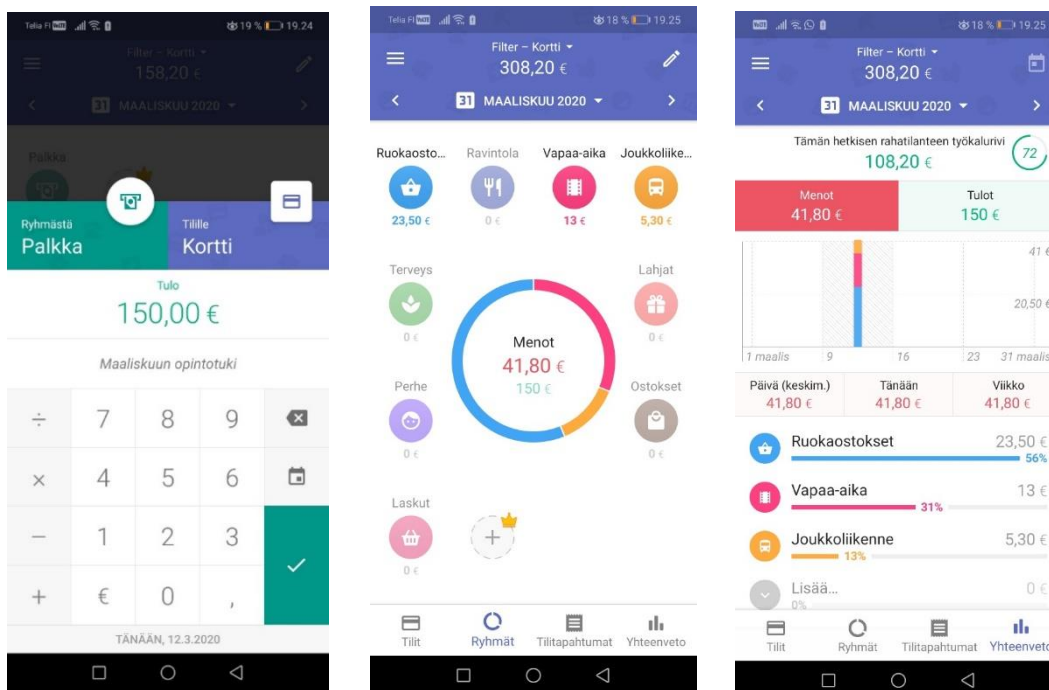 Telia FI 19 % 19.24
Filter – Kortti
158,20 €
31 MAALISKUU 2020
Palkka
Ryhmästä
Palkka
Tilille
Kortti
Tulo
150,00 €
Maaliskuun opintotuki
÷ 7 8 9
× 4 5 6
− 1 2 3
+ € 0 ,
TÄNÄÄN, 12.3.2020
Telia FI 18 % 19.25
Filter – Kortti
308,20 €
31 MAALISKUU 2020
Ruokaosto... Ravintola Vapaa-aika Joukkoliike...
23,50 € 0 € 13 € 5,30 €
Terveys Lahjat
0 € 0 €
Menot
41,80 €
150 €
Perhe Ostokset
0 € 0 €
Laskut
0 €
Tilit Ryhmät Tilitapahtumat Yhteenveto
18 % 19.25
Filter – Kortti
308,20 €
31 MAALISKUU 2020
Tämän hetkisen rahatilanteen työkalurivi
108,20 €
72
Menot Tulot
41,80 € 150 €
41 €
20,50 €
1 maalis 9 16 23 31 maalis
Päivä (keskim.) Tänään Viikko
41,80 € 41,80 € 41,80 €
Ruokaostokset 23,50 €
56%
Vapaa-aika 13 €
31%
Joukkoliikenne 5,30 €
13%
Lisää... 0 €
0%
Tilit Ryhmät Tilitapahtumat Yhteenveto